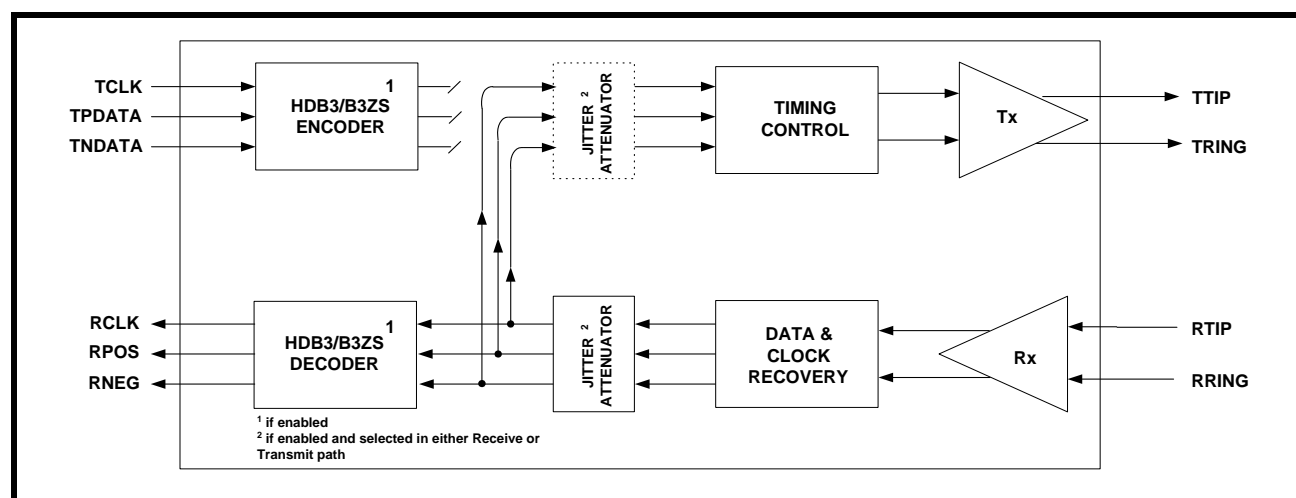 TCLK
TPDATA
TNDATA
1
HDB3/B3ZS
ENCODER
JITTER 2
ATTENUATOR
TIMING
CONTROL
Tx
TTIP
TRING
RCLK
RPOS
RNEG
1
HDB3/B3ZS
DECODER
JITTER 2
ATTENUATOR
DATA &
CLOCK
RECOVERY
Rx
RTIP
RRING
1 if enabled
2 if enabled and selected in either Receive or
Transmit path